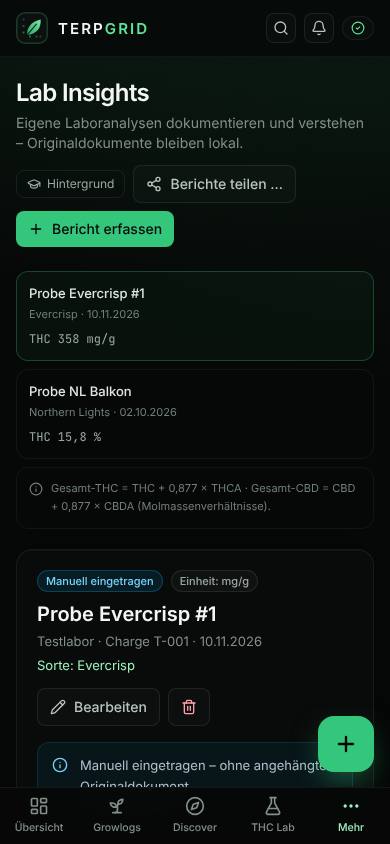 TERPGRID
Lab Insights
Eigene Laboranalysen dokumentieren und verstehen
– Originaldokumente bleiben lokal.
Hintergrund
Berichte teilen ...
Bericht erfassen
Probe Evercrisp #1
Evercrisp · 10.11.2026
THC 358 mg/g
Probe NL Balkon
Northern Lights · 02.10.2026
THC 15,8 %
Gesamt-THC = THC + 0,877 × THCA · Gesamt-CBD = CBD
+ 0,877 × CBDA (Molmassenverhältnisse).
Manuell eingetragen
Einheit: mg/g
Probe Evercrisp #1
Testlabor · Charge T-001 · 10.11.2026
Sorte: Evercrisp
Bearbeiten
Manuell eingetragen – ohne angehängte
Originaldokument
Übersicht
Growlogs
Discover
THC Lab
Mehr